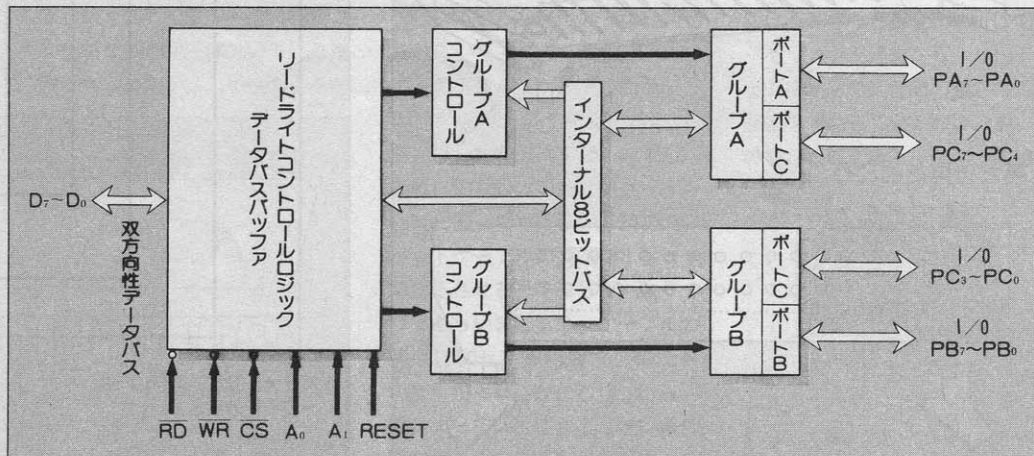 D₇~D₀
双方向性データバス
リードライトコントロールロジック
データバスバッファ
R̅D̅
W̅R̅
C̅S̅
A₀
A₁
RESET
グループA
コントロール
グループB
コントロール
インターナル8ビットバス
グループA
ポートA
ポートC
グループB
ポートC
ポートB
I/O
PA₇~PA₀
I/O
PC₇~PC₄
I/O
PC₃~PC₀
I/O
PB₇~PB₀